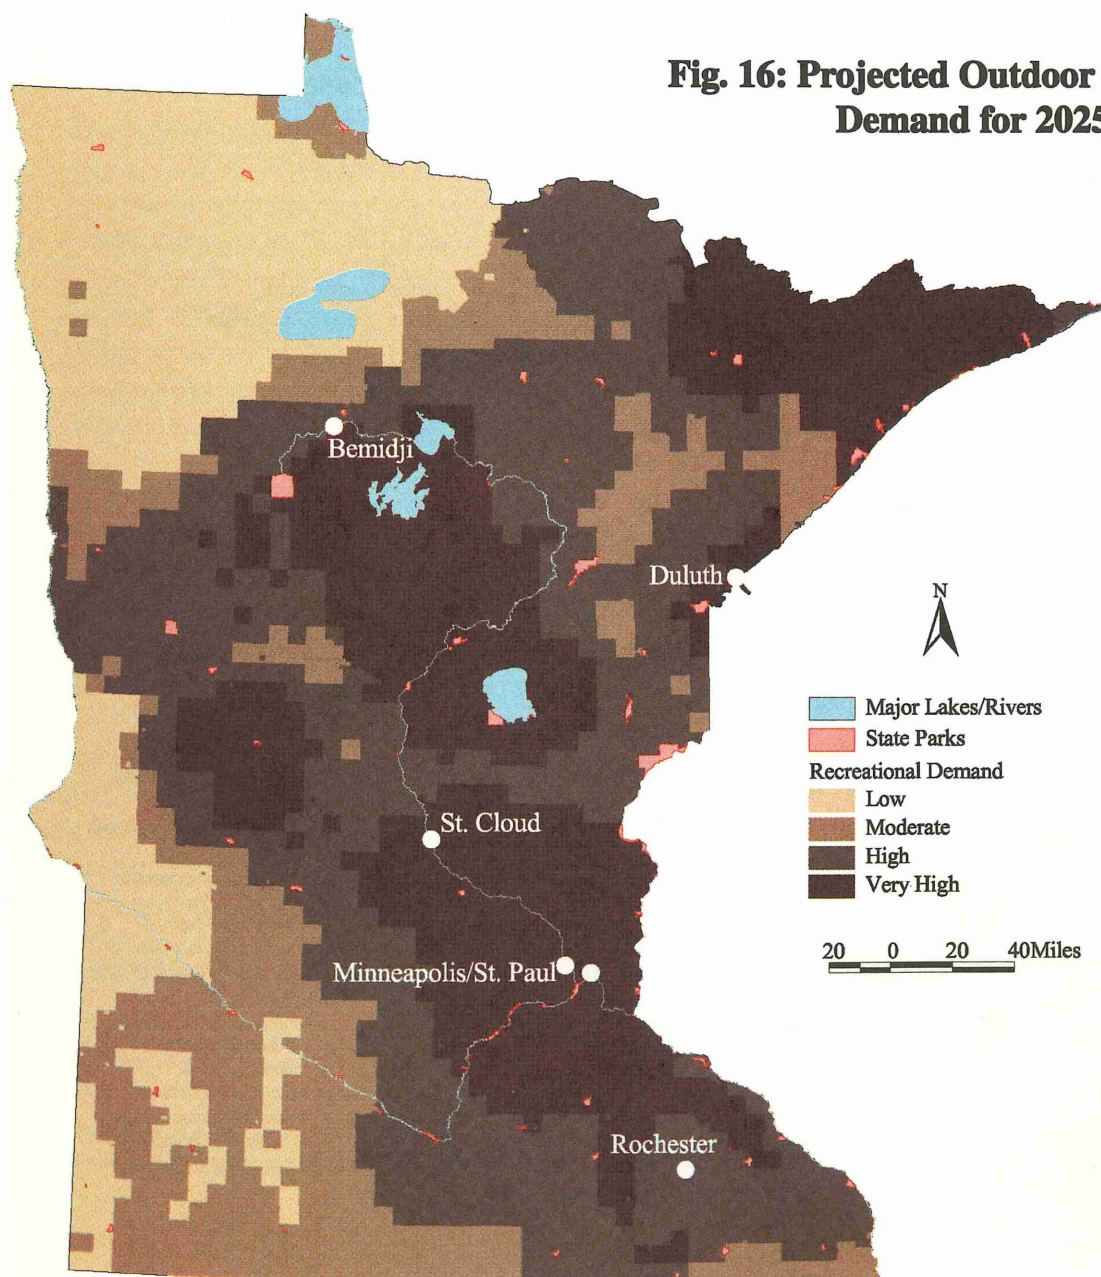 Fig. 16: Projected Outdoor
Demand for 2025
Bemidji
Duluth
N
Major Lakes/Rivers
State Parks
Recreational Demand
Low
Moderate
High
Very High
St. Cloud
20 0 20 40Miles
Minneapolis/St. Paul
Rochester